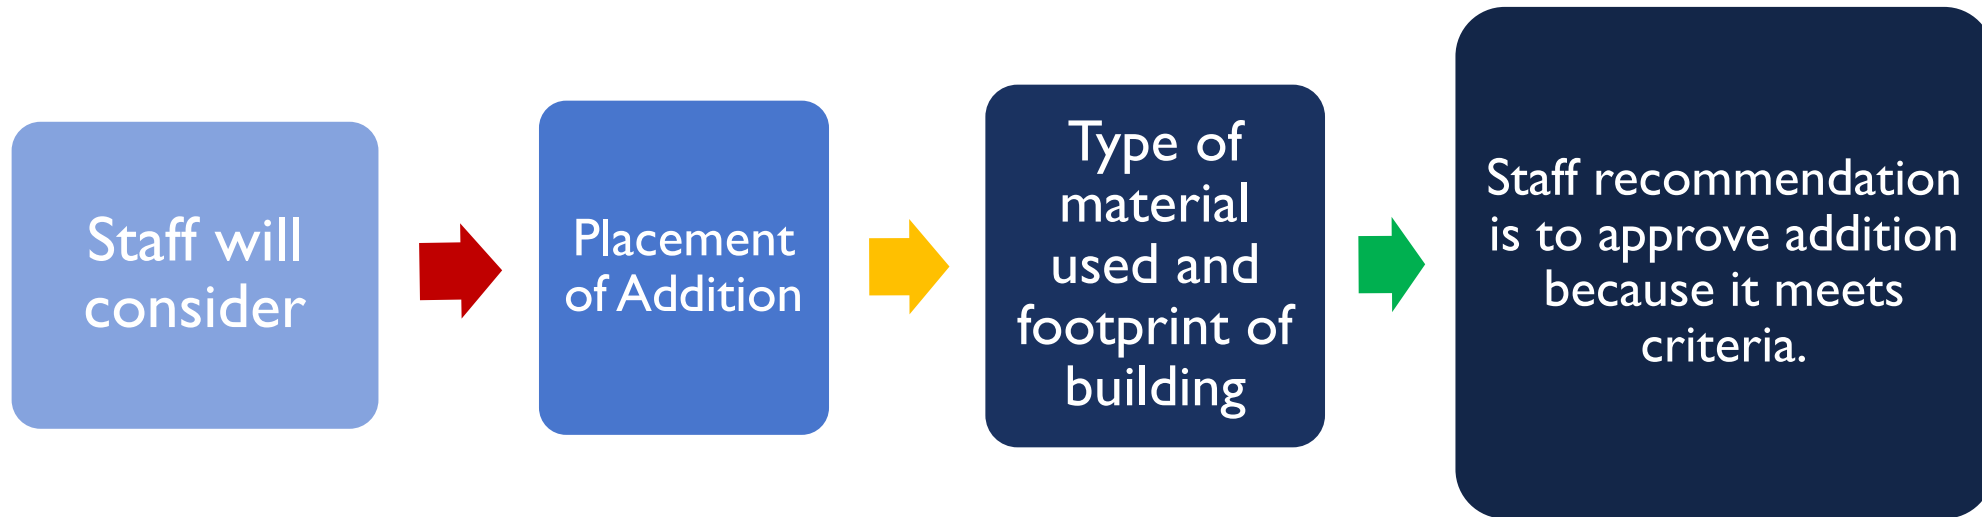 Staff will
consider
Placement
of Addition
Type of
material
used and
footprint of
building
Staff recommendation
is to approve addition
because it meets
criteria.